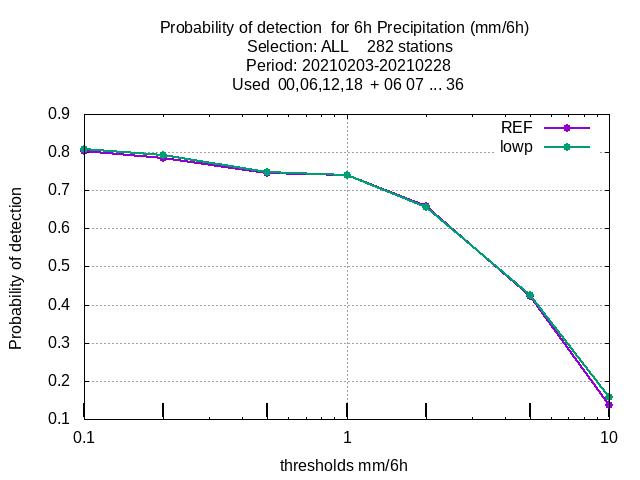 Probability of detection  for 6h Precipitation (mm/6h)
Selection: ALL    282 stations
Period: 20210203-20210228
Used  00,06,12,18  + 06 07 ... 36
0.9
REF
lowp
0.8
0.7
0.6
0.5
0.4
0.3
0.2
0.1
Probability of detection
0.1 1 10
thresholds mm/6h